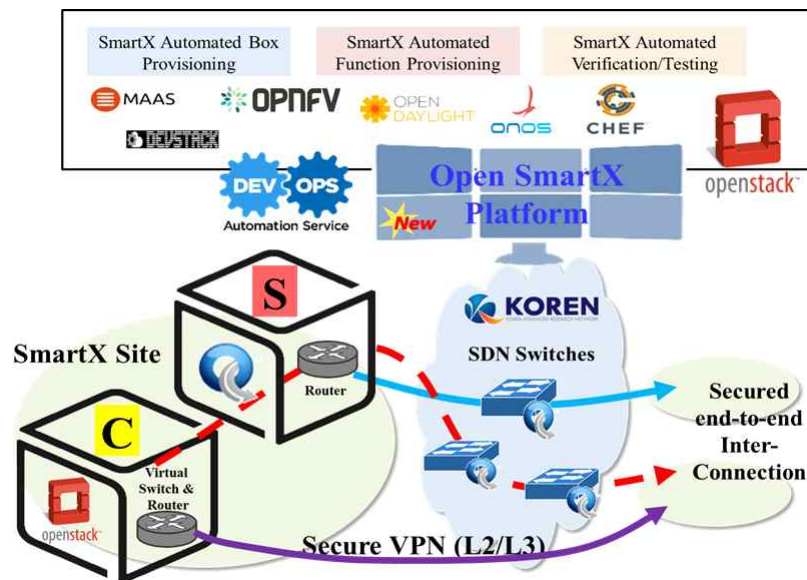 SmartX Automated Box
Provisioning
SmartX Automated
Function Provisioning
SmartX Automated
Verification/Testing
MAAS
OPNFV
OPEN
DAYLIGHT
onos
CHEF
DEVSTACK
openstack
DEV OPS
Automation Service
Open SmartX
Platform
New
KOREN
SDN Switches
S
SmartX Site
Router
C
Virtual
Switch &
Router
openstack
Secured
end-to-end
Inter-
Connection
Secure VPN (L2/L3)